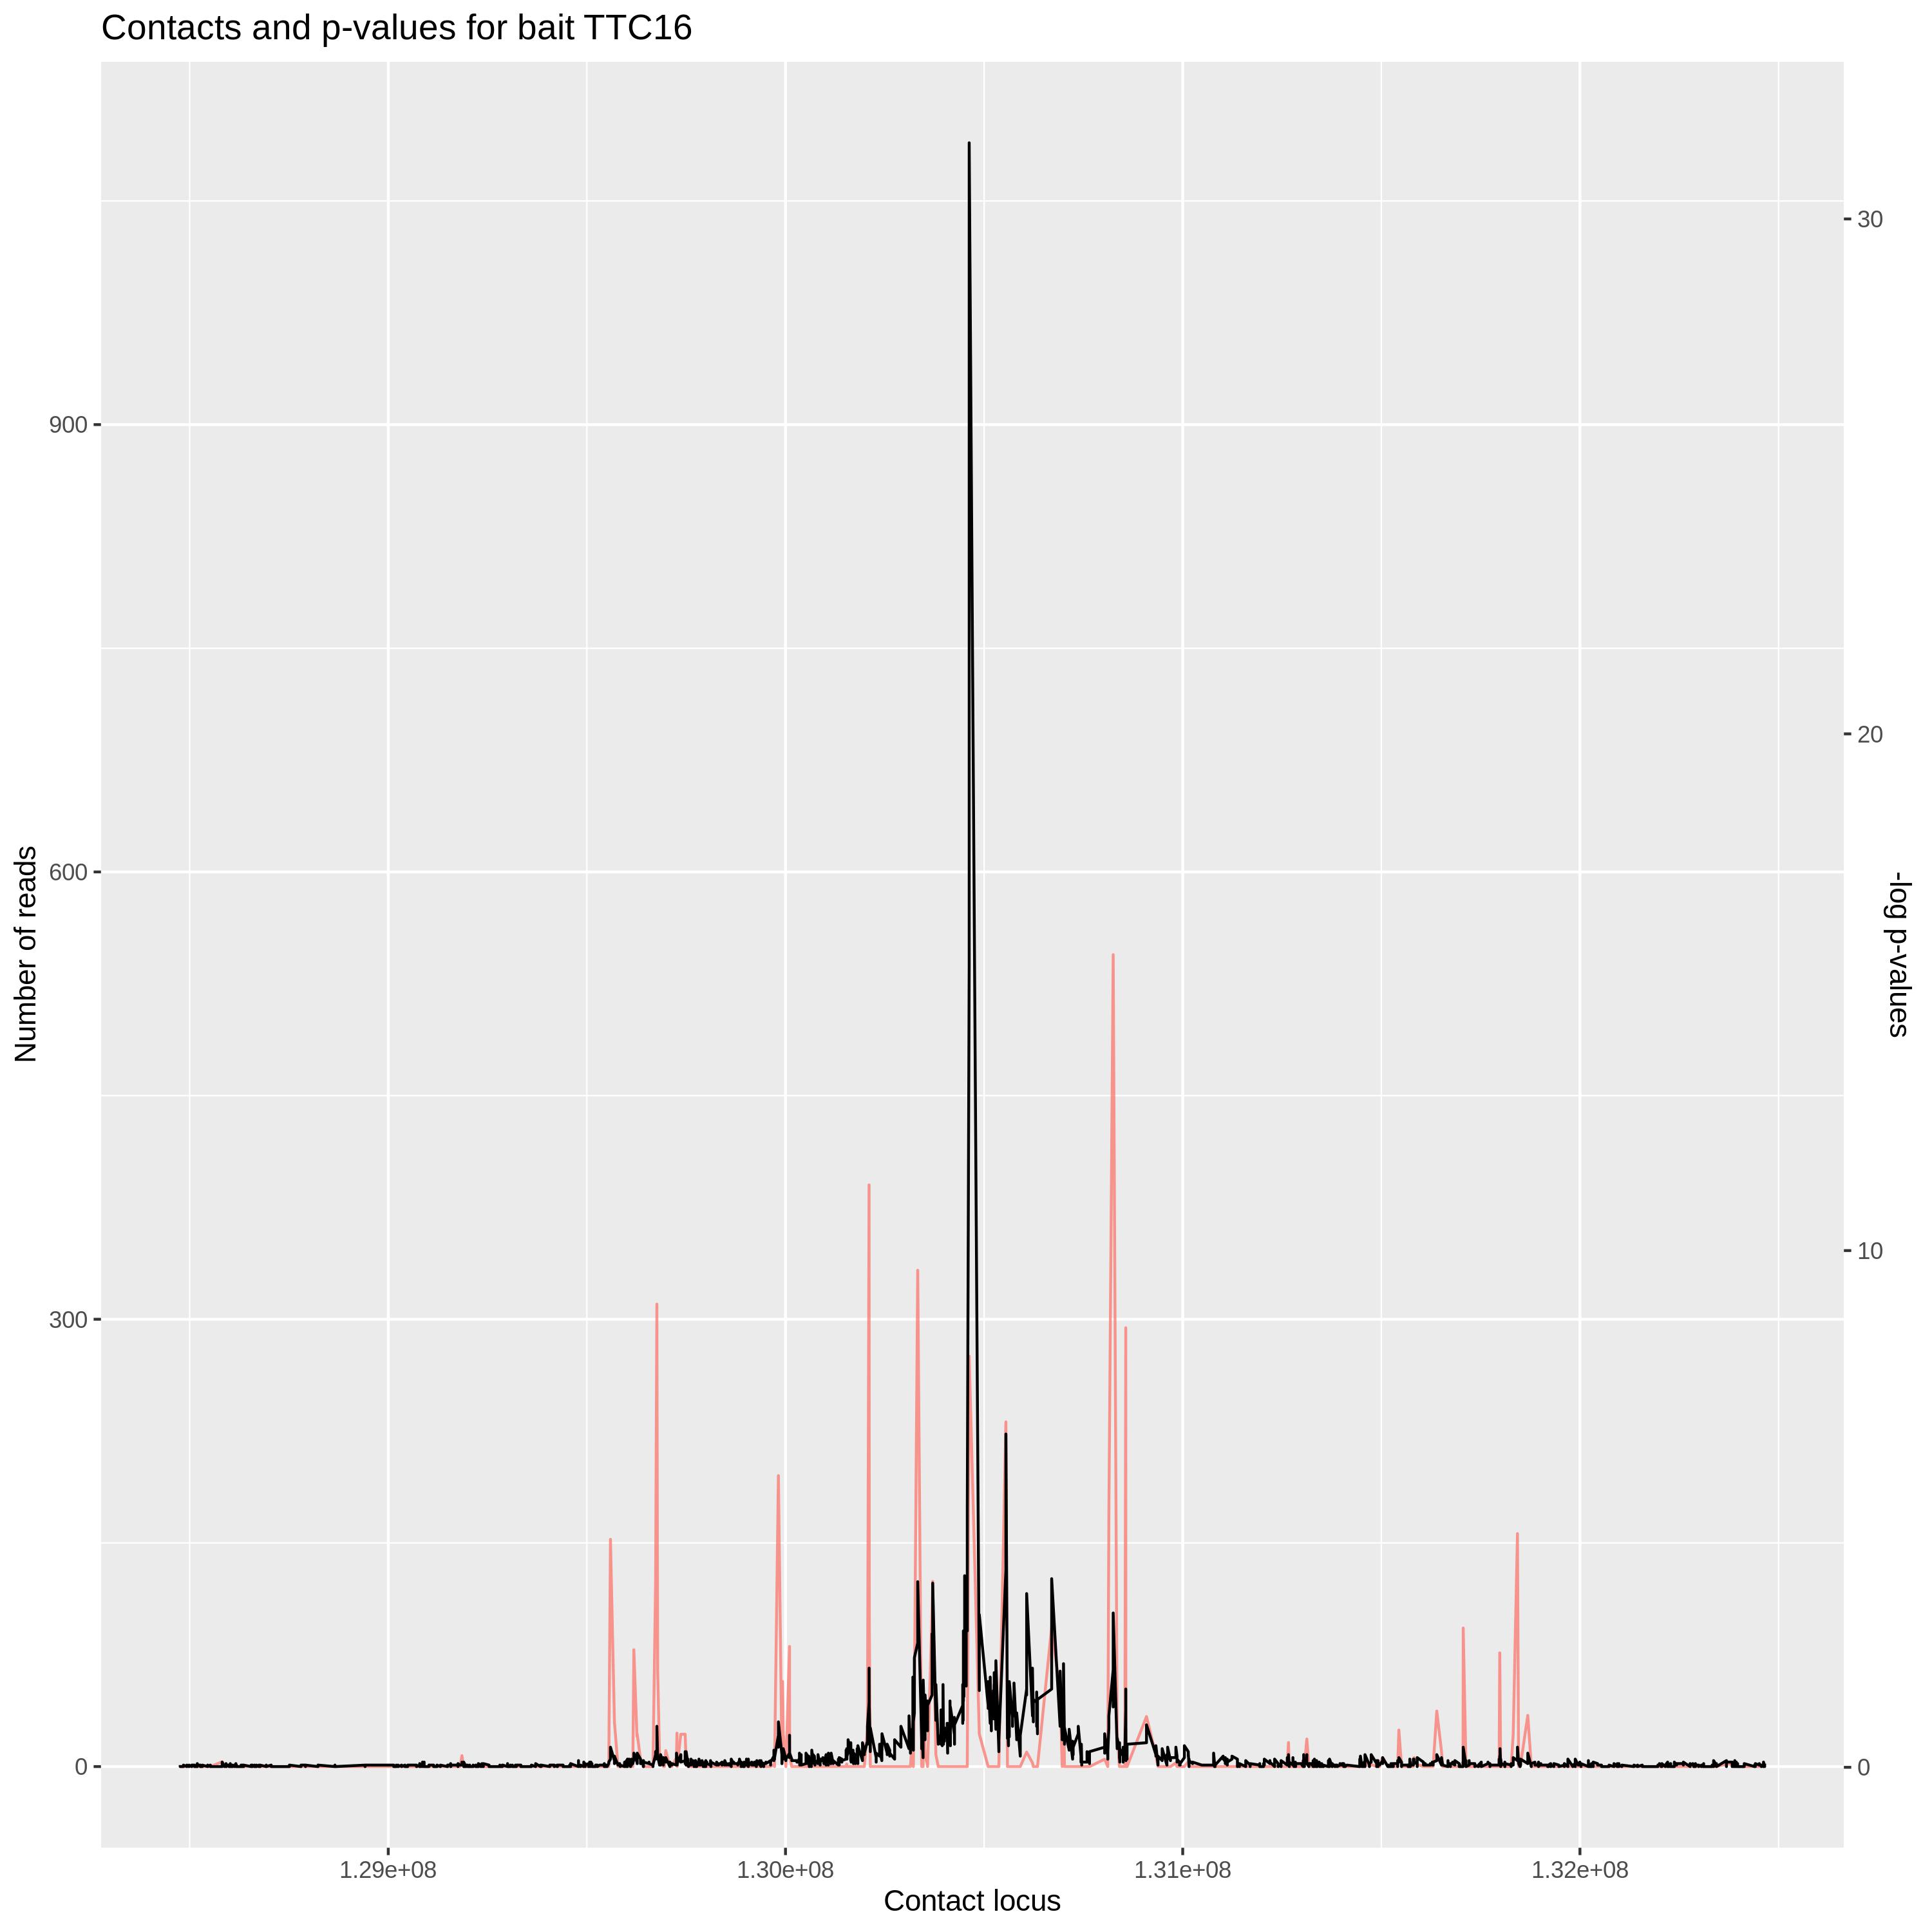 Contacts and p-values for bait TTC16
900
600
300
0
Number of reads
30
20
10
0
-log p-values
1.29e+08
1.30e+08
1.31e+08
1.32e+08
Contact locus